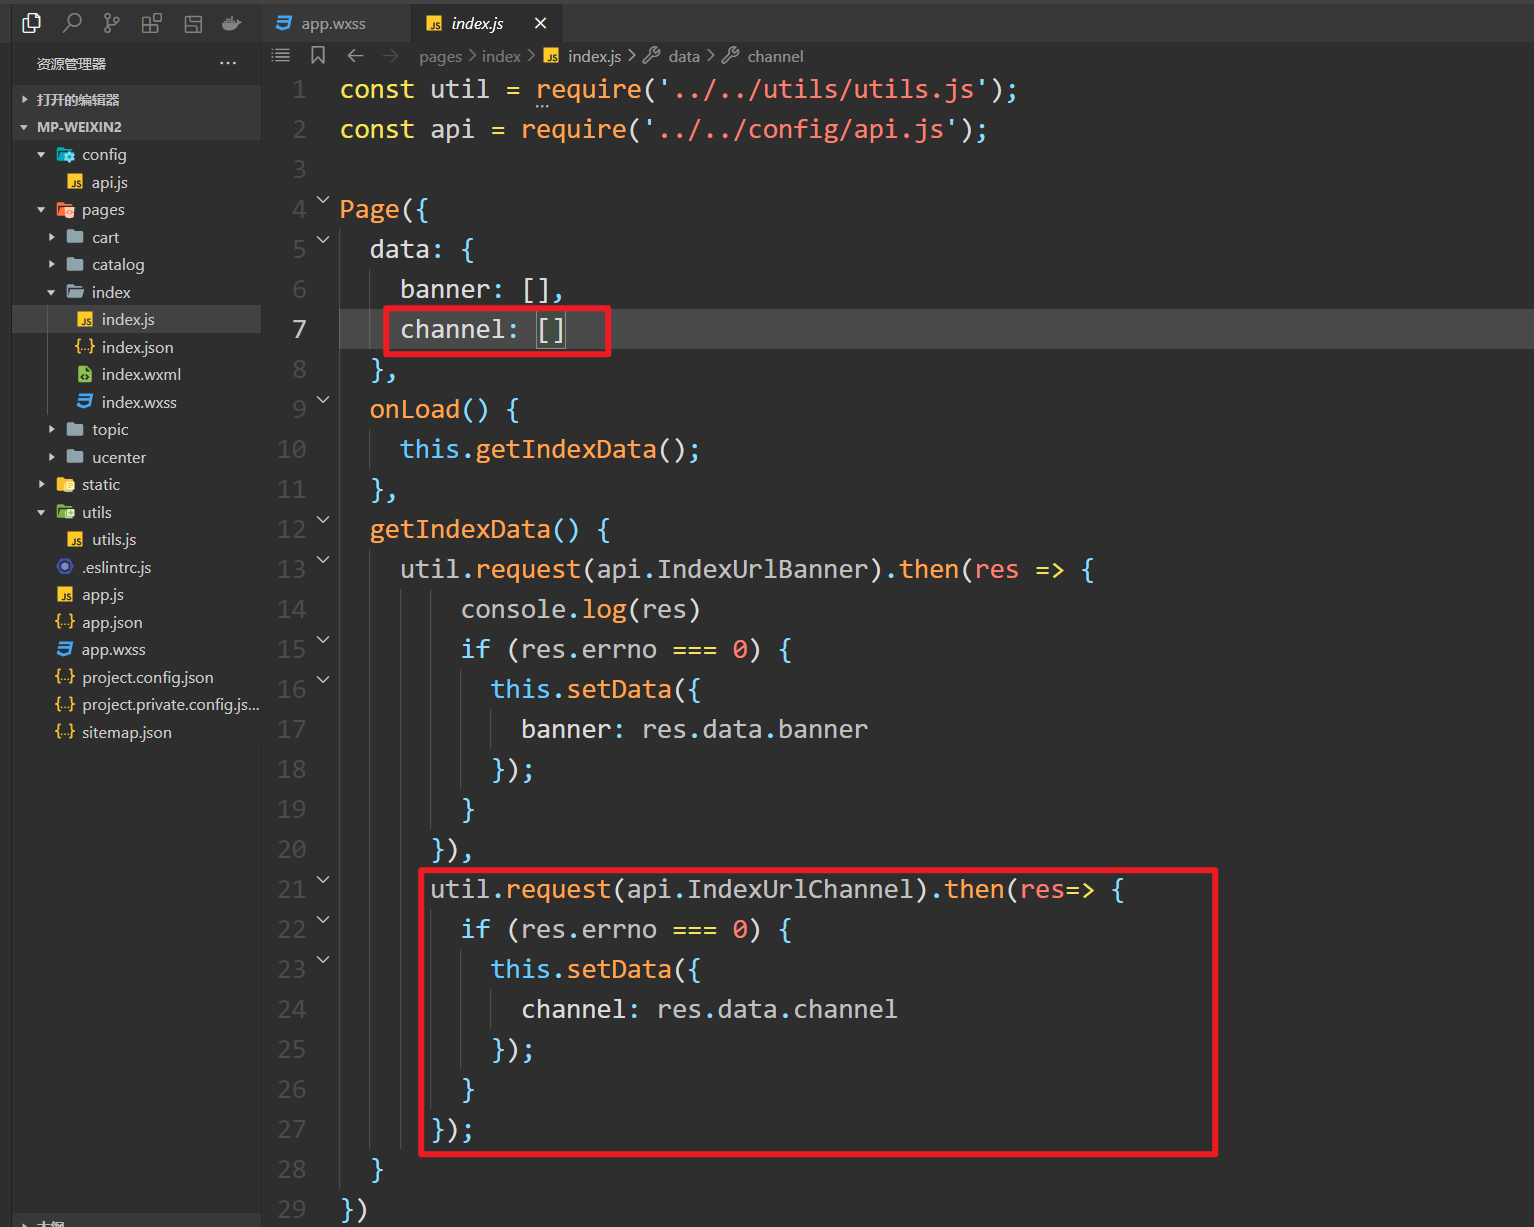 app.wxss
index.js
资源管理器
pages index index.js data channel
打开的编辑器
MP-WEIXIN2
config
api.js
pages
cart
catalog
index
index.js
index.json
index.wxml
index.wxss
topic
ucenter
static
utils
utils.js
.eslintrc.js
app.js
app.json
app.wxss
project.config.json
project.private.config.js...
sitemap.json
1 const util = require('../../utils/utils.js');
2 const api = require('../../config/api.js');
3
4 Page({
5 data: {
6 banner: [],
7 channel: []
8 },
9 onLoad() {
10 this.getIndexData();
11 },
12 getIndexData() {
13 util.request(api.IndexUrlBanner).then(res => {
14 console.log(res)
15 if (res.errno === 0) {
16 this.setData({
17 banner: res.data.banner
18 });
19 }
20 }),
21 util.request(api.IndexUrlChannel).then(res=> {
22 if (res.errno === 0) {
23 this.setData({
24 channel: res.data.channel
25 });
26 }
27 });
28 }
29 })